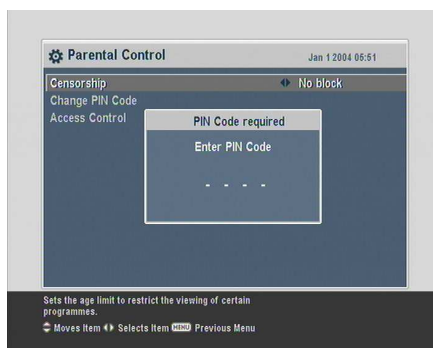 Parental Control
Jan 1 2004 05:51
Censorship No block
Change PIN Code
Access Control
PIN Code required
Enter PIN Code
- - - -
Sets the age limit to restrict the viewing of certain
programmes.
Moves Item Selects Item MENU Previous Menu